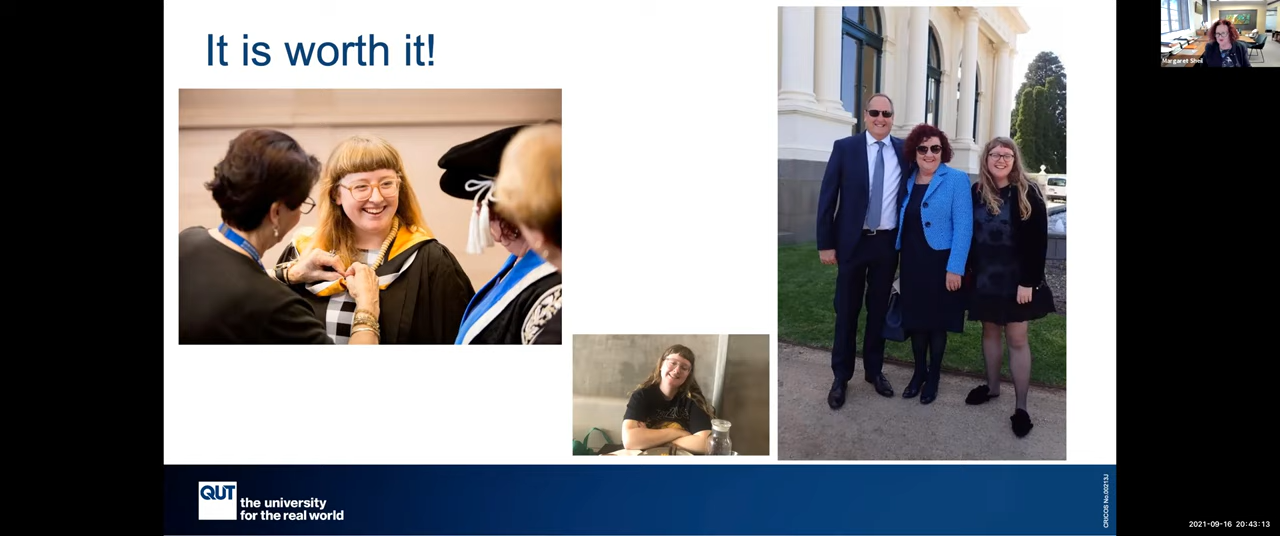 It is worth it!
Margaret Sheil
QUT
the university
for the real world
CRICOS No.00213J
2021-09-16 20:43:13